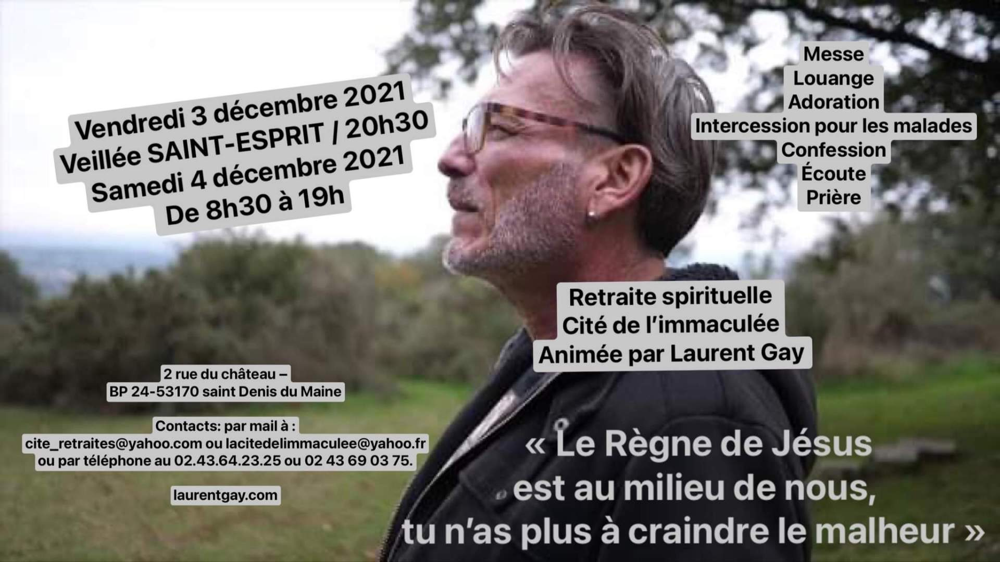 Vendredi 3 décembre 2021
Veillée SAINT-ESPRIT / 20h30
Samedi 4 décembre 2021
De 8h30 à 19h
Messe
Louange
Adoration
Intercession pour les malades
Confession
Écoute
Prière
Retraite spirituelle
Cité de l’immaculée
Animée par Laurent Gay
2 rue du château –
BP 24-53170 saint Denis du Maine
Contacts: par mail à :
cite_retraites@yahoo.com ou lacitedelimmaculee@yahoo.fr
ou par téléphone au 02.43.64.23.25 ou 02 43 69 03 75.
laurentgay.com
« Le Règne de Jésus
est au milieu de nous,
tu n’as plus à craindre le malheur »